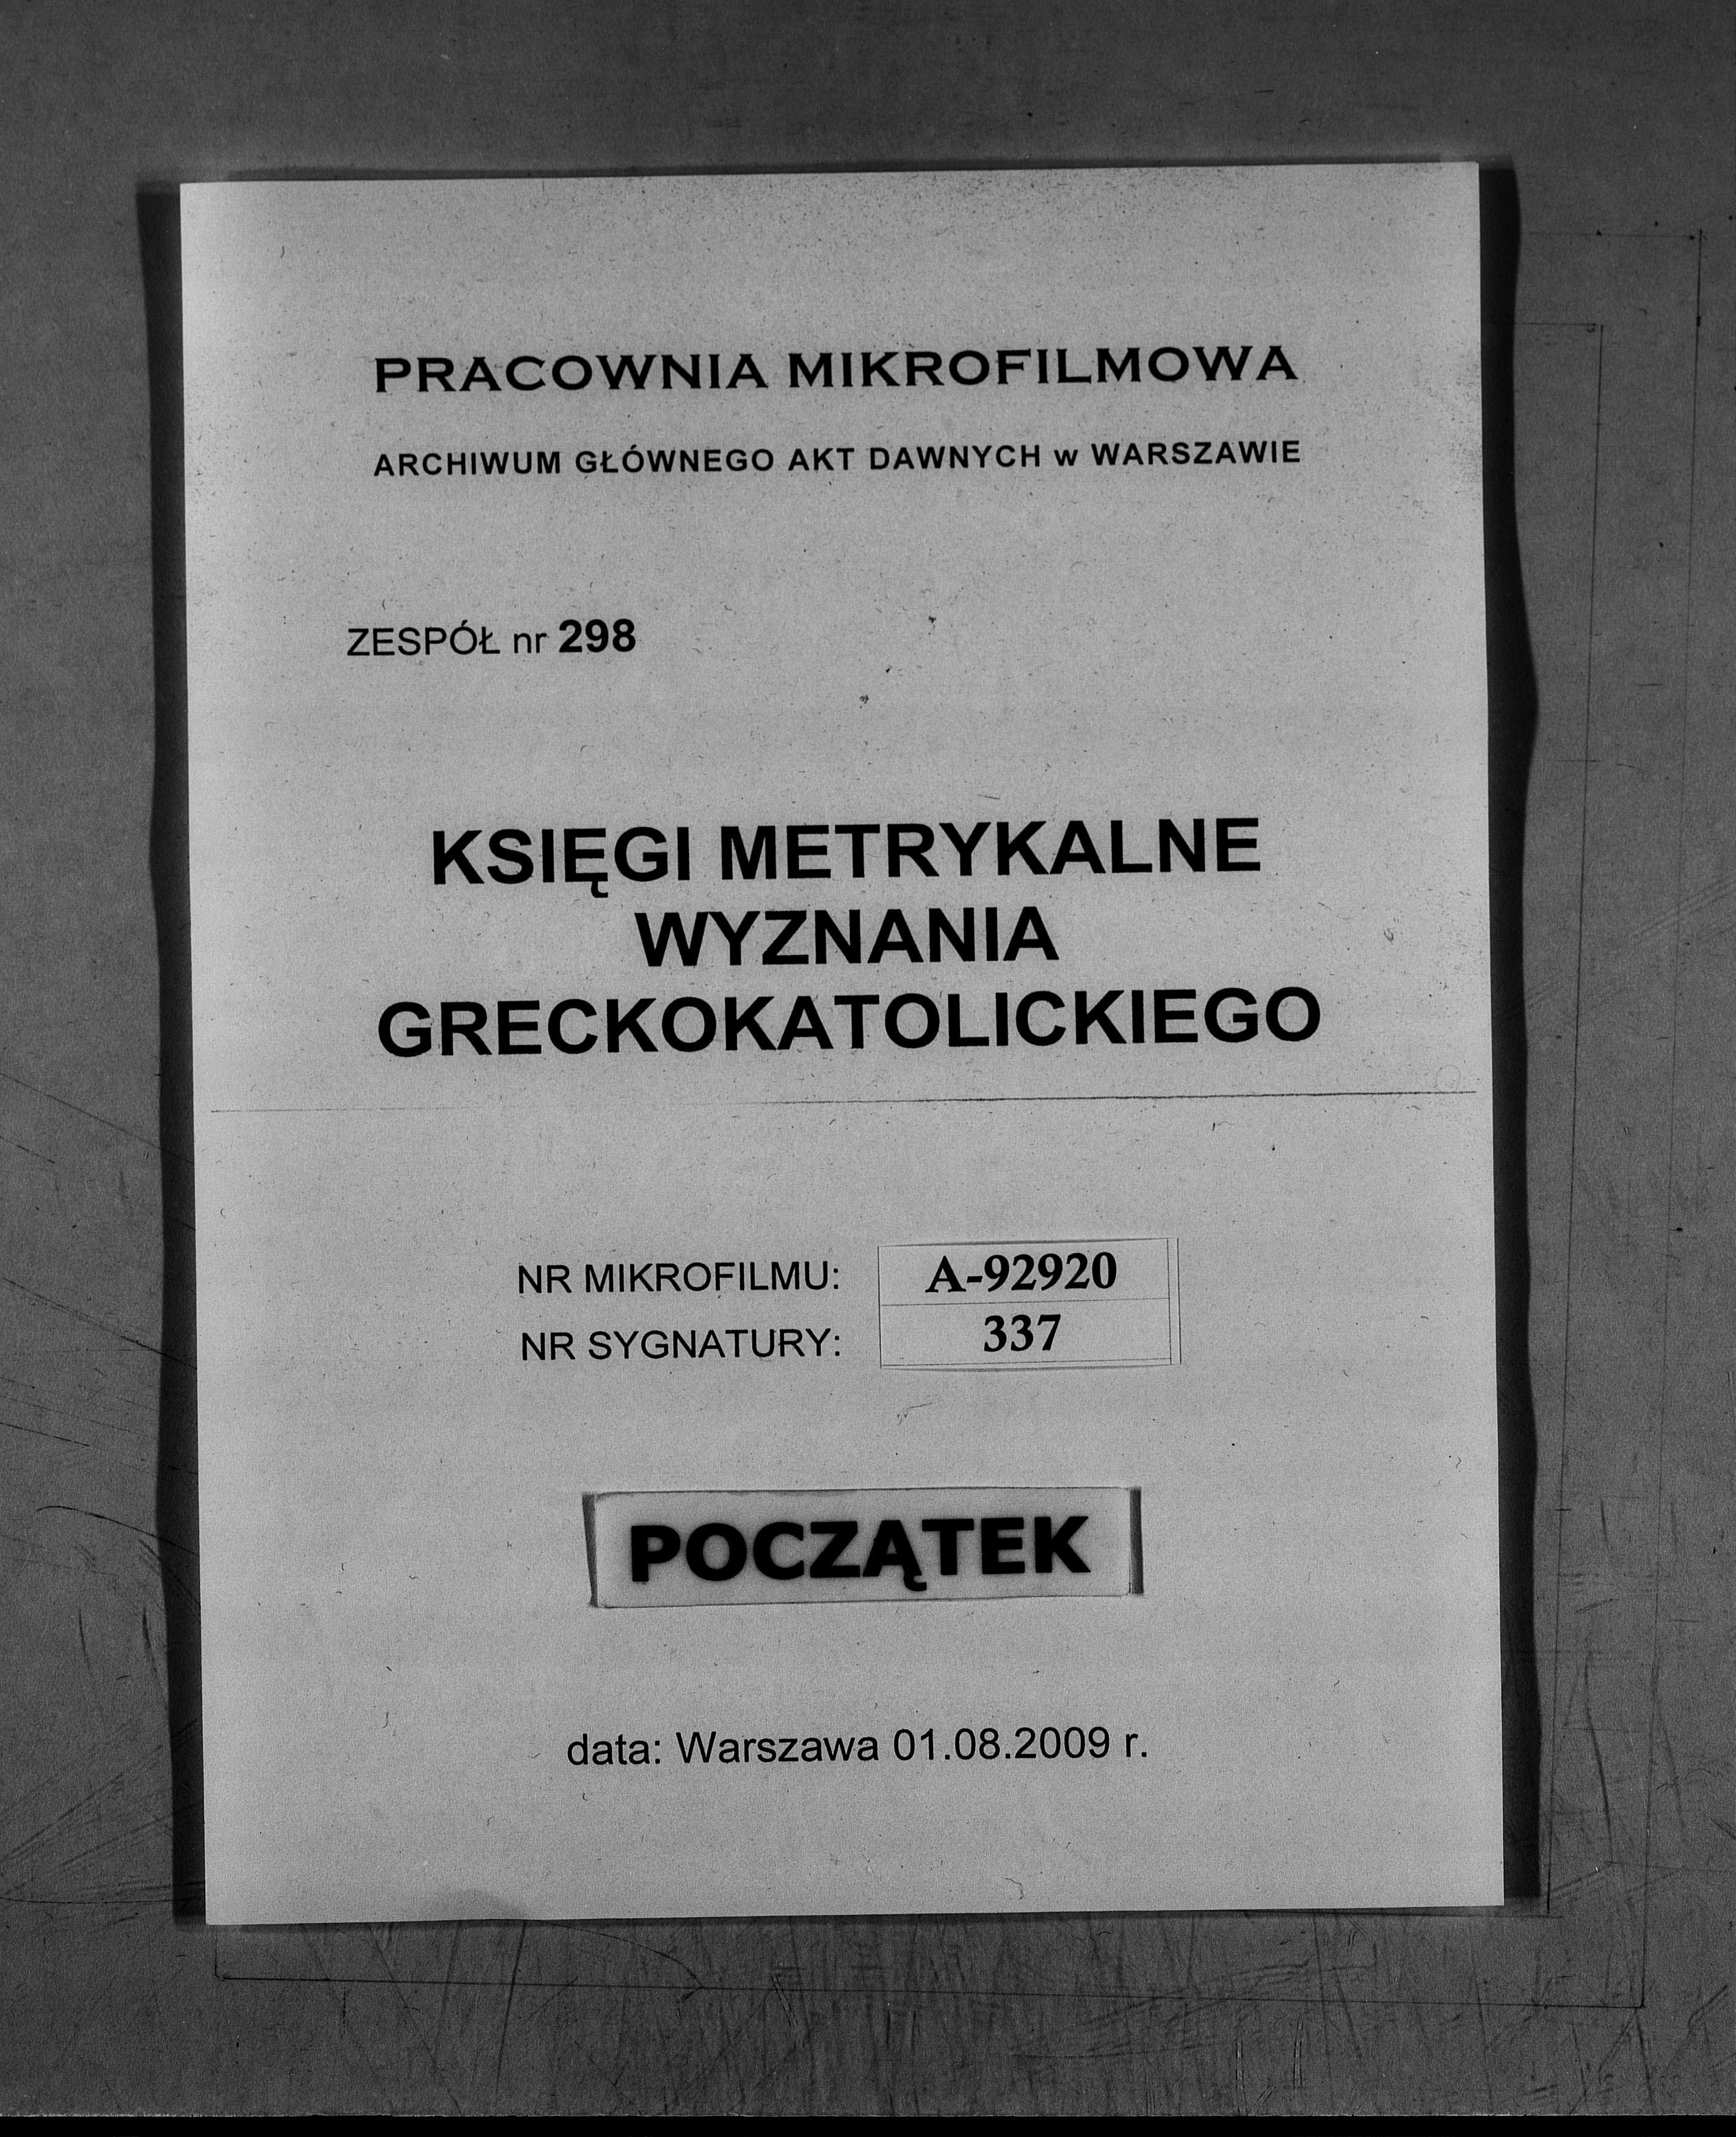 PRACOWNIA MIKROFILMOWA
ARCHIWUM GŁÓWNEGO AKT DAWNYCH w WARSZAWIE
ZESPÓŁ nr 298
KSIĘGI METRYKALNE
WYZNANIA
GRECKOKATOLICKIEGO
NR MIKROFILMU: A-92920
NR SYGNATURY: 337
POCZĄTEK
data: Warszawa 01.08.2009 r.